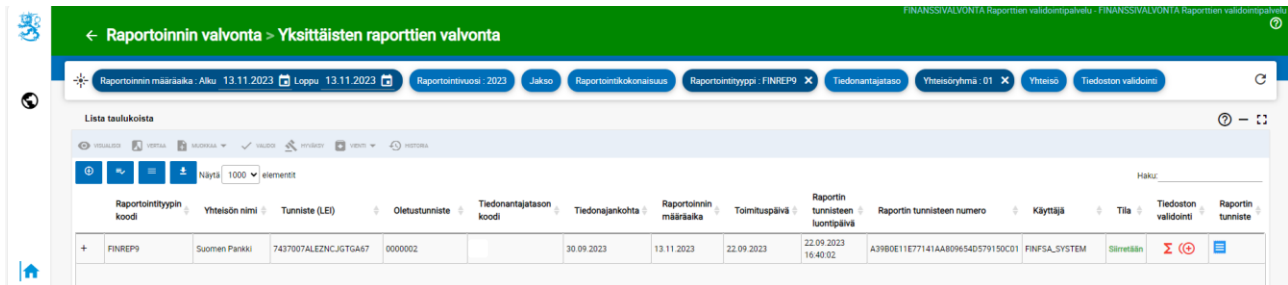 FINANSSIVALVONTA Raporttien validointipalvelu - FINANSSIVALVONTA Raporttien validointipalvelu
← Raportoinnin valvonta > Yksittäisten raporttien valvonta
Raportoinnin määräaika : Alku 13.11.2023 Loppu 13.11.2023 Raportointivuosi : 2023 Jakso Raportointikokonaisuus Raportointityyppi : FINREP9 X Tiedonantajataso Yhteisöryhmä : 01 X Yhteisö Tiedoston validointi
Lista taulukoista
VISUALISOI VERTAA MUOKKAA VALIDOI HYVÄKSY VIENTI HISTORIA
Näytä 1000 elementit
Haku:
Raportointityypin koodi Yhteisön nimi Tunniste (LEI) Oletustunniste Tiedonantajatason koodi Tiedonajankohta Raportoinnin määräaika Toimituspäivä Raportin tunnisteen luontipäivä Raportin tunnisteen numero Käyttäjä Tila Tiedoston validointi Raportin tunniste
+ FINREP9 Suomen Pankki 7437007ALEZNCJGTGA67 0000002 30.09.2023 13.11.2023 22.09.2023 22.09.2023 16:40:02 A39B0E11E77141AAB09654D579150C01 FINFSA_SYSTEM Siirretään